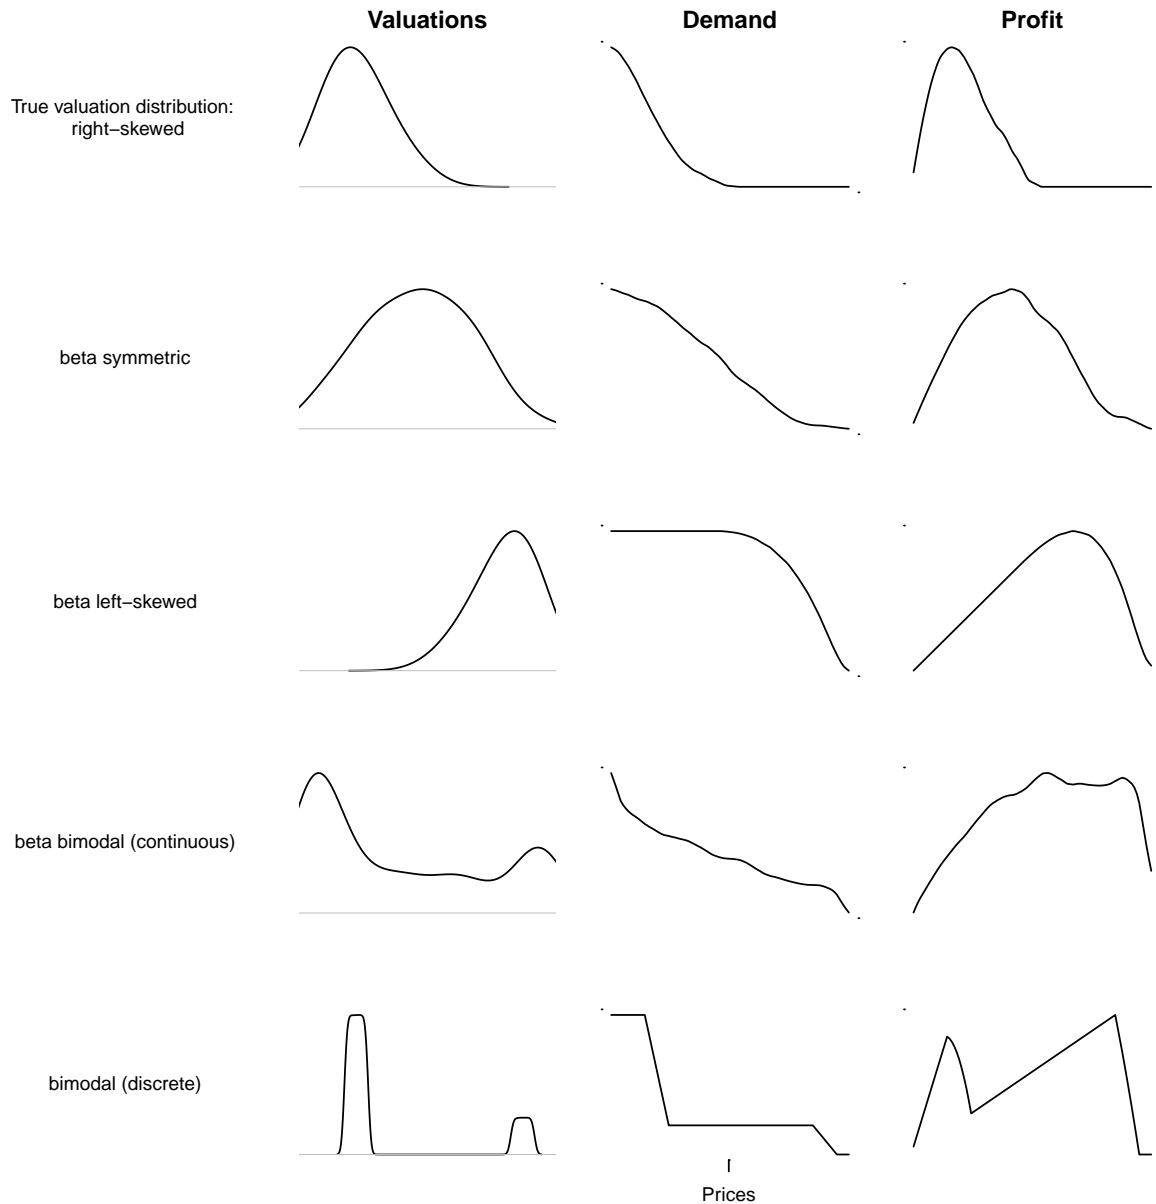 Valuations Demand Profit
True valuation distribution:
right−skewed
beta symmetric
beta left−skewed
beta bimodal (continuous)
bimodal (discrete)
Prices